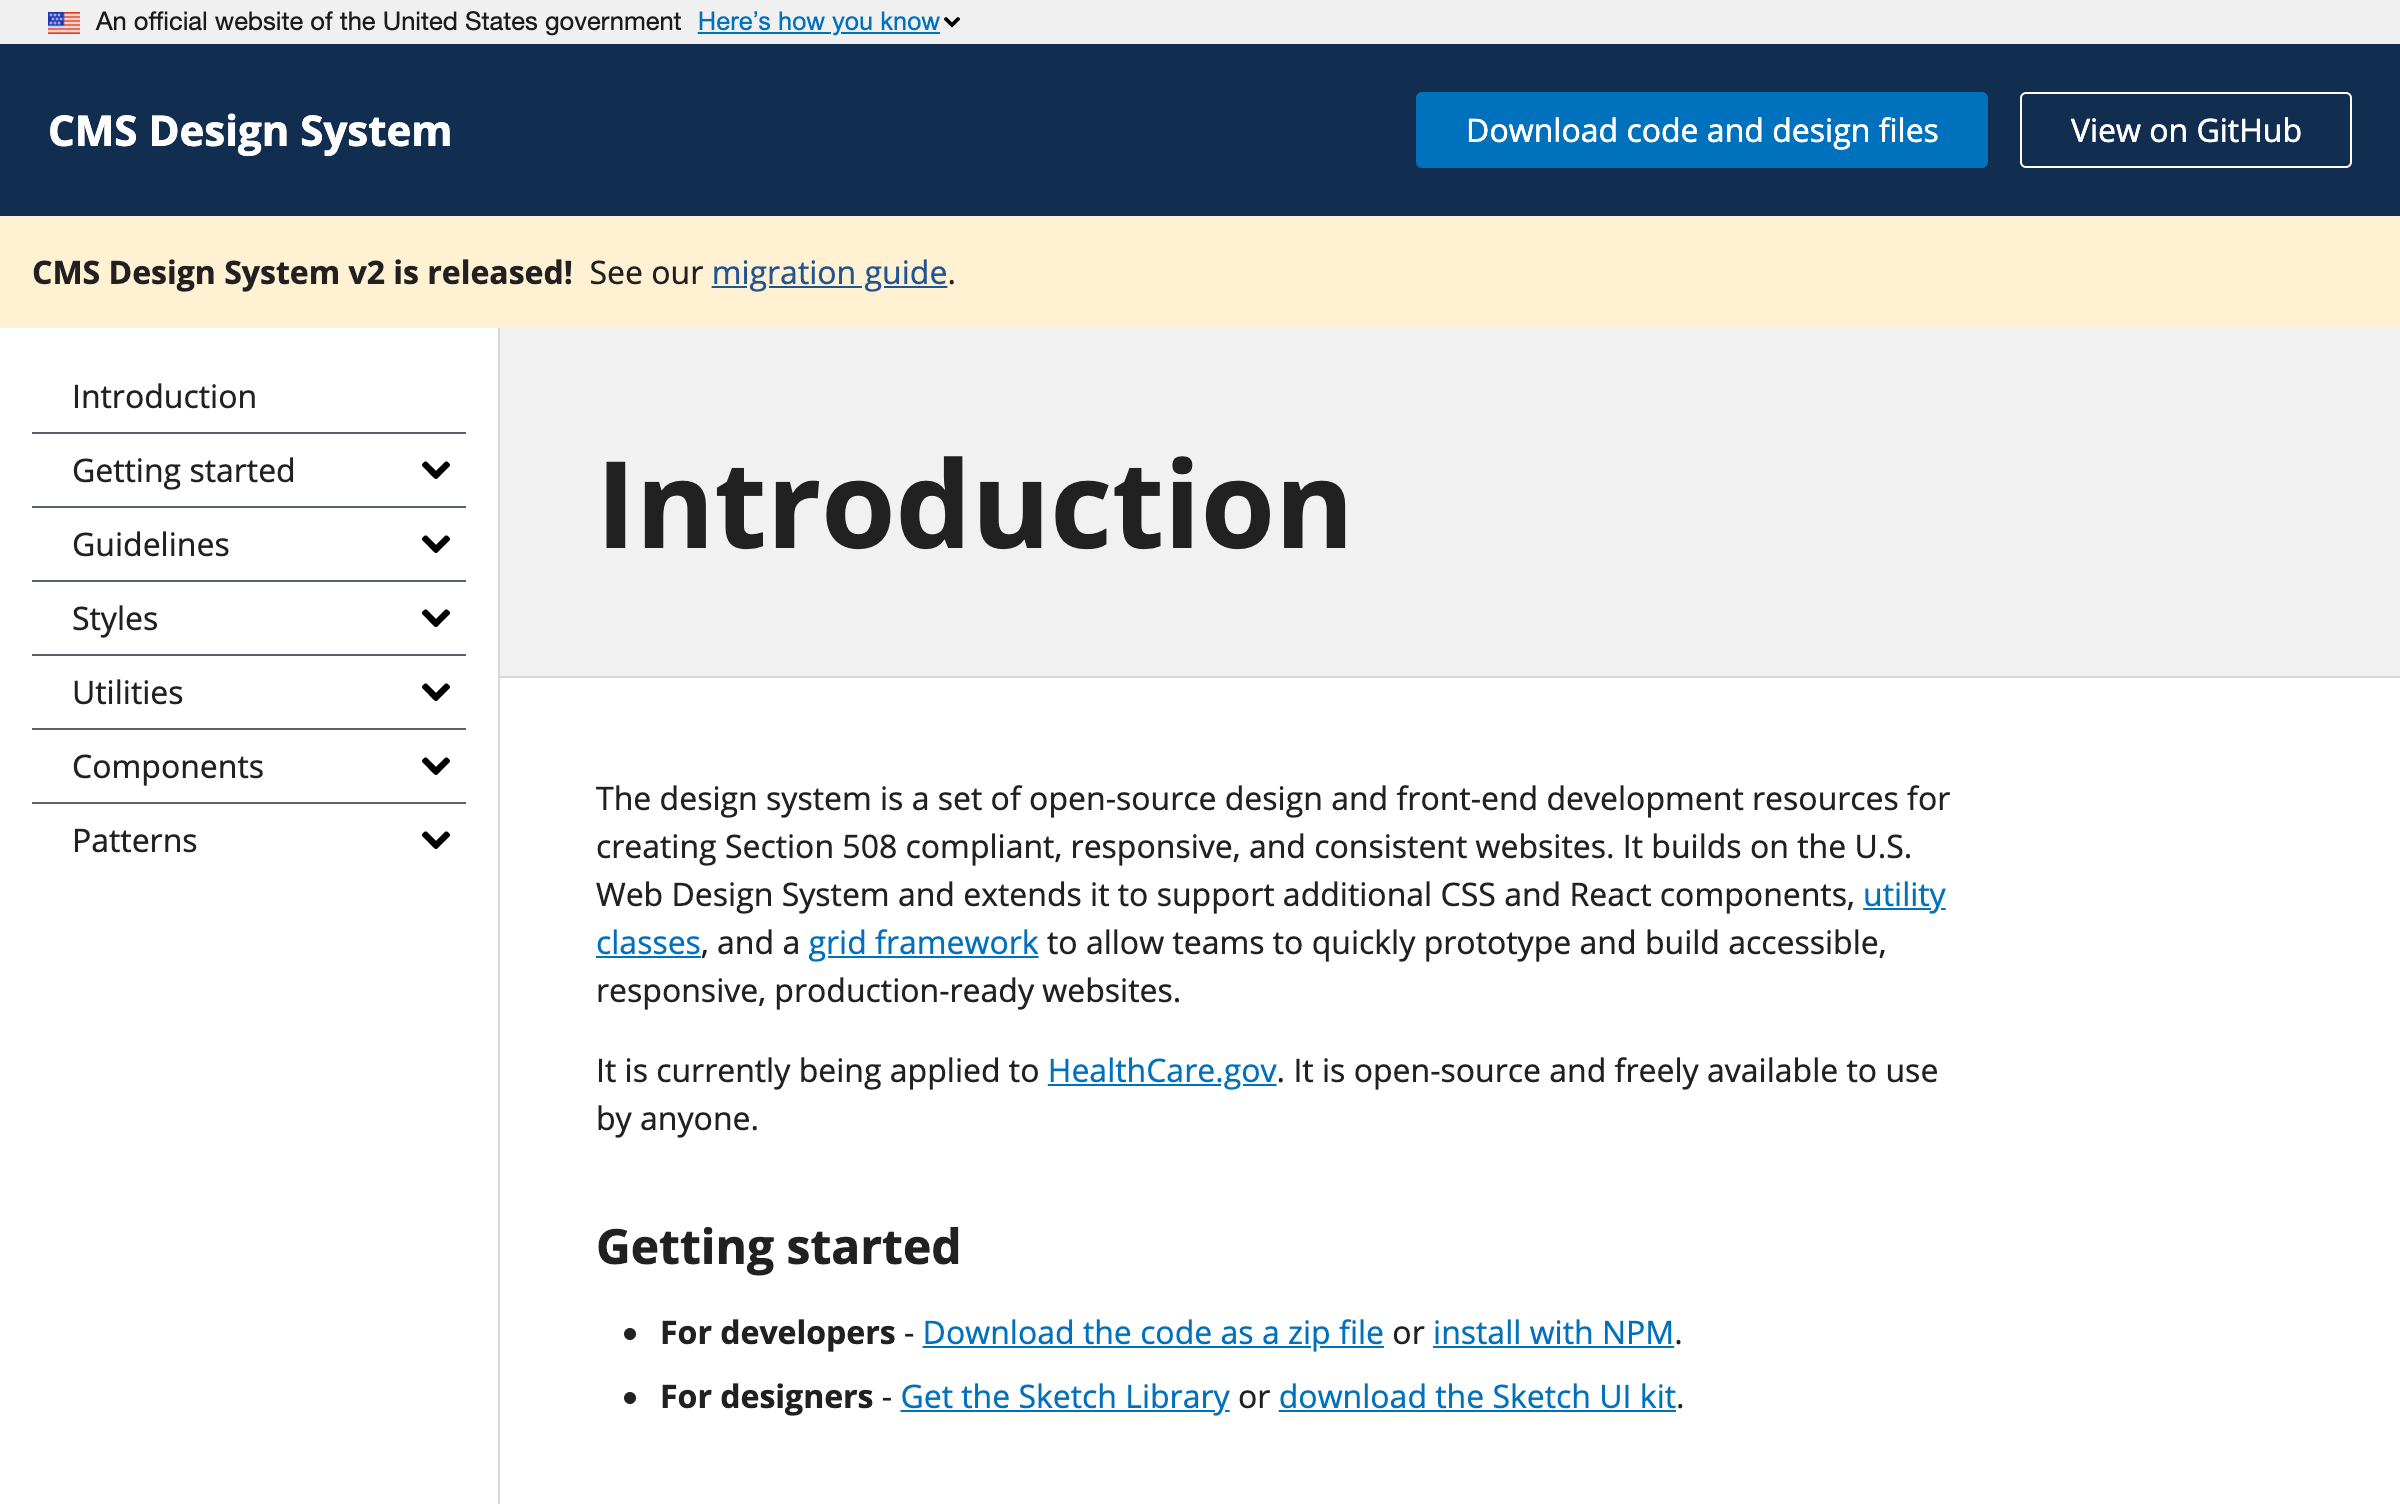 An official website of the United States government Here’s how you know
CMS Design System
Download code and design files
View on GitHub
CMS Design System v2 is released! See our migration guide.
Introduction
Getting started
Guidelines
Styles
Utilities
Components
Patterns
Introduction
The design system is a set of open-source design and front-end development resources for
creating Section 508 compliant, responsive, and consistent websites. It builds on the U.S.
Web Design System and extends it to support additional CSS and React components, utility
classes, and a grid framework to allow teams to quickly prototype and build accessible,
responsive, production-ready websites.
It is currently being applied to HealthCare.gov. It is open-source and freely available to use
by anyone.
Getting started
• For developers - Download the code as a zip file or install with NPM.
• For designers - Get the Sketch Library or download the Sketch UI kit.